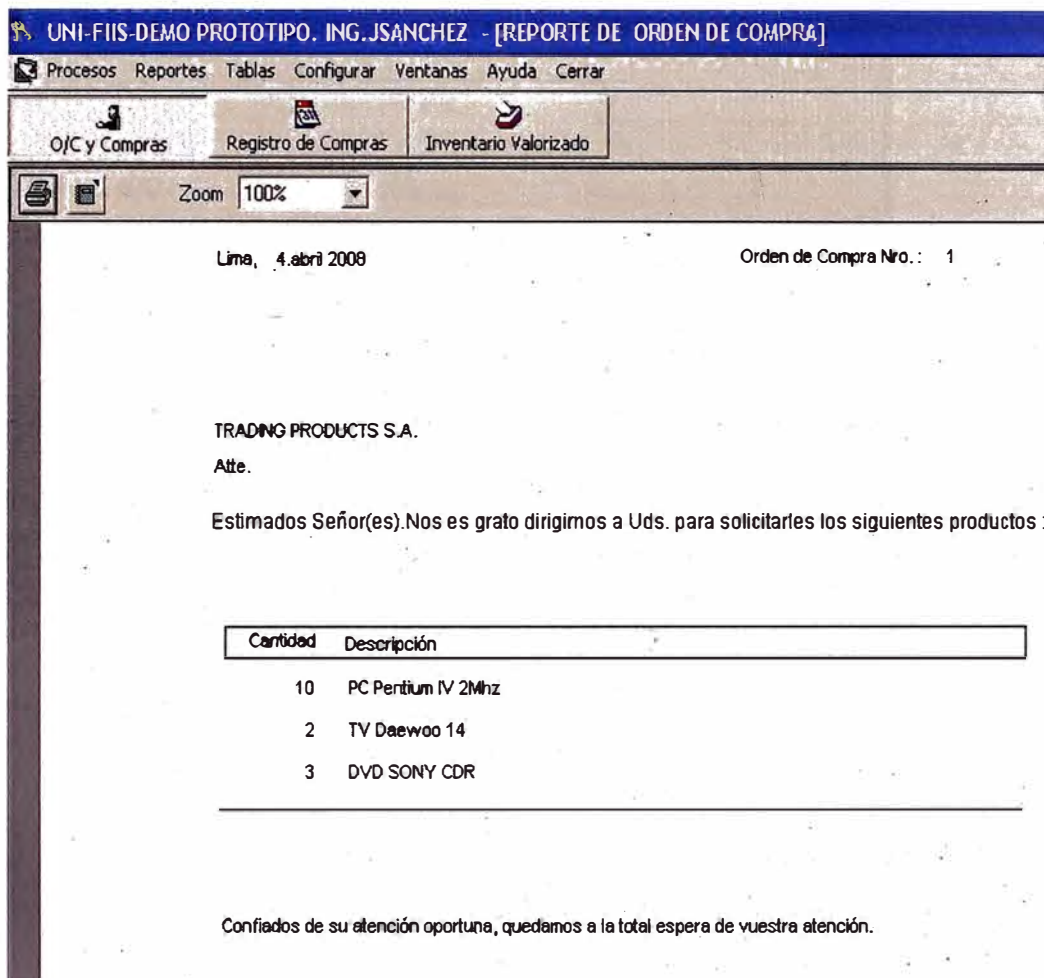 UNI-FIIS-DEMO PROTOTIPO. ING.JSANCHEZ - [REPORTE DE ORDEN DE COMPRA]
Procesos Reportes Tablas Configurar Ventanas Ayuda Cerrar
O/C y Compras Registro de Compras Inventario Valorizado
Zoom 100%
Lima, 4.abril 2008 Orden de Compra Nro.: 1
TRADING PRODUCTS S.A.
Atte.
Estimados Señor(es).Nos es grato dirigirnos a Uds. para solicitarles los siguientes productos :
Cantidad Descripción
10 PC Pentium IV 2Mhz
2 TV Daewoo 14
3 DVD SONY CDR
Confiados de su atención oportuna, quedamos a la total espera de vuestra atención.